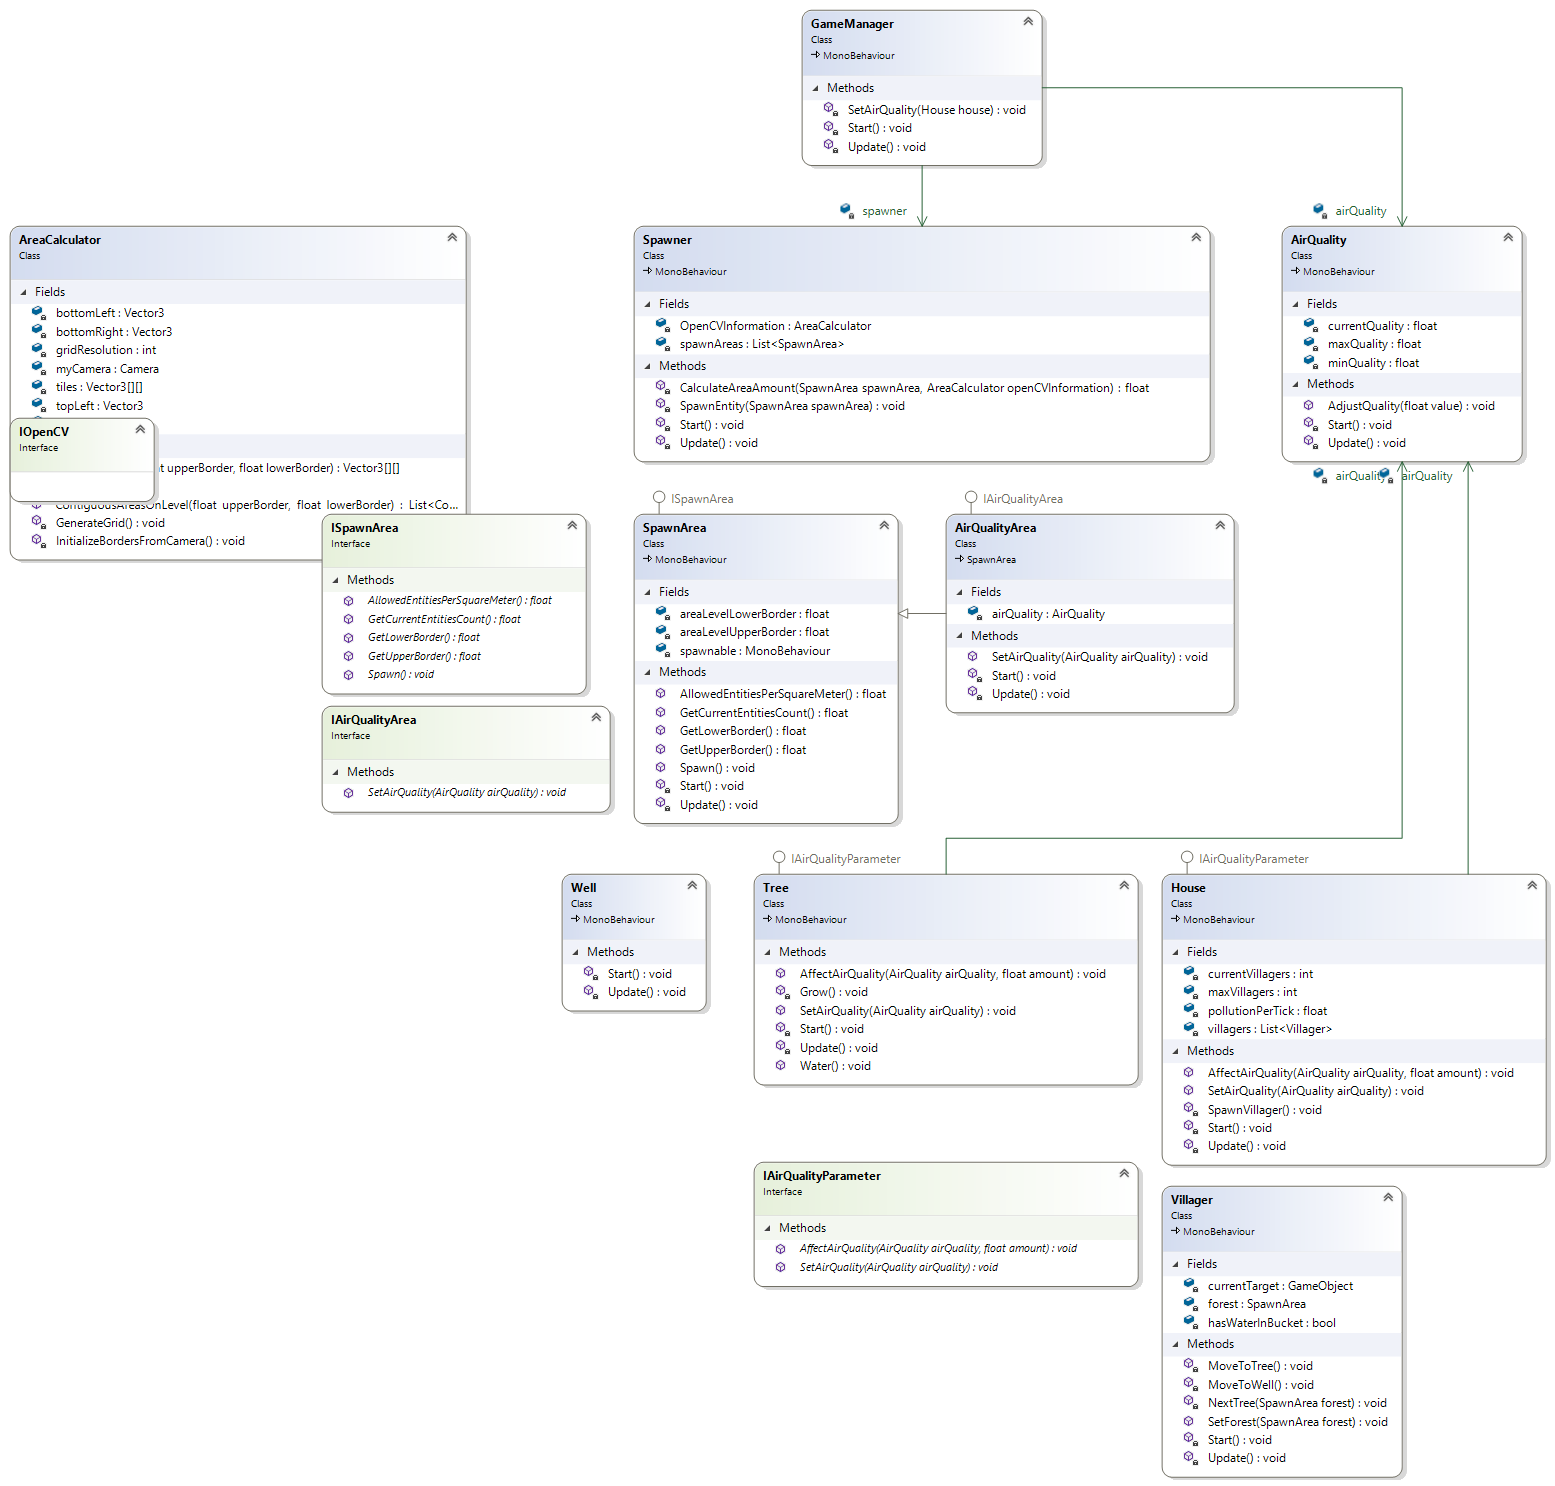 GameManager
Class
MonoBehaviour
Methods
SetAirQuality(House house) : void
Start() : void
Update() : void
spawner
airQuality
AreaCalculator
Class
Fields
bottomLeft : Vector3
bottomRight : Vector3
gridResolution : int
myCamera : Camera
tiles : Vector3[][]
topLeft : Vector3
upperBorder, float lowerBorder) : Vector3[][]
ContiguousAreasOnLevel(float upperBorder, float lowerBorder) : List<Co...
GenerateGrid() : void
InitializeBordersFromCamera() : void
IOpenCV
Interface
Spawner
Class
MonoBehaviour
Fields
OpenCVInformation : AreaCalculator
spawnAreas : List<SpawnArea>
Methods
CalculateAreaAmount(SpawnArea spawnArea, AreaCalculator openCVInformation) : float
SpawnEntity(SpawnArea spawnArea) : void
Start() : void
Update() : void
AirQuality
Class
MonoBehaviour
Fields
currentQuality : float
maxQuality : float
minQuality : float
Methods
AdjustQuality(float value) : void
Start() : void
Update() : void
airQuality
airQuality
ISpawnArea
Interface
Methods
AllowedEntitiesPerSquareMeter() : float
GetCurrentEntitiesCount() : float
GetLowerBorder() : float
GetUpperBorder() : float
Spawn() : void
IAirQualityArea
Interface
Methods
SetAirQuality(AirQuality airQuality) : void
ISpawnArea
SpawnArea
Class
MonoBehaviour
Fields
areaLevelLowerBorder : float
areaLevelUpperBorder : float
spawnable : MonoBehaviour
Methods
AllowedEntitiesPerSquareMeter() : float
GetCurrentEntitiesCount() : float
GetLowerBorder() : float
GetUpperBorder() : float
Spawn() : void
Start() : void
Update() : void
IAirQualityArea
AirQualityArea
Class
SpawnArea
Fields
airQuality : AirQuality
Methods
SetAirQuality(AirQuality airQuality) : void
Start() : void
Update() : void
Well
Class
MonoBehaviour
Methods
Start() : void
Update() : void
IAirQualityParameter
Tree
Class
MonoBehaviour
Methods
AffectAirQuality(AirQuality airQuality, float amount) : void
Grow() : void
SetAirQuality(AirQuality airQuality) : void
Start() : void
Update() : void
Water() : void
IAirQualityParameter
House
Class
MonoBehaviour
Fields
currentVillagers : int
maxVillagers : int
pollutionPerTick : float
villagers : List<Villager>
Methods
AffectAirQuality(AirQuality airQuality, float amount) : void
SetAirQuality(AirQuality airQuality) : void
SpawnVillager() : void
Start() : void
Update() : void
IAirQualityParameter
Interface
Methods
AffectAirQuality(AirQuality airQuality, float amount) : void
SetAirQuality(AirQuality airQuality) : void
Villager
Class
MonoBehaviour
Fields
currentTarget : GameObject
forest : SpawnArea
hasWaterInBucket : bool
Methods
MoveToTree() : void
MoveToWell() : void
NextTree(SpawnArea forest) : void
SetForest(SpawnArea forest) : void
Start() : void
Update() : void